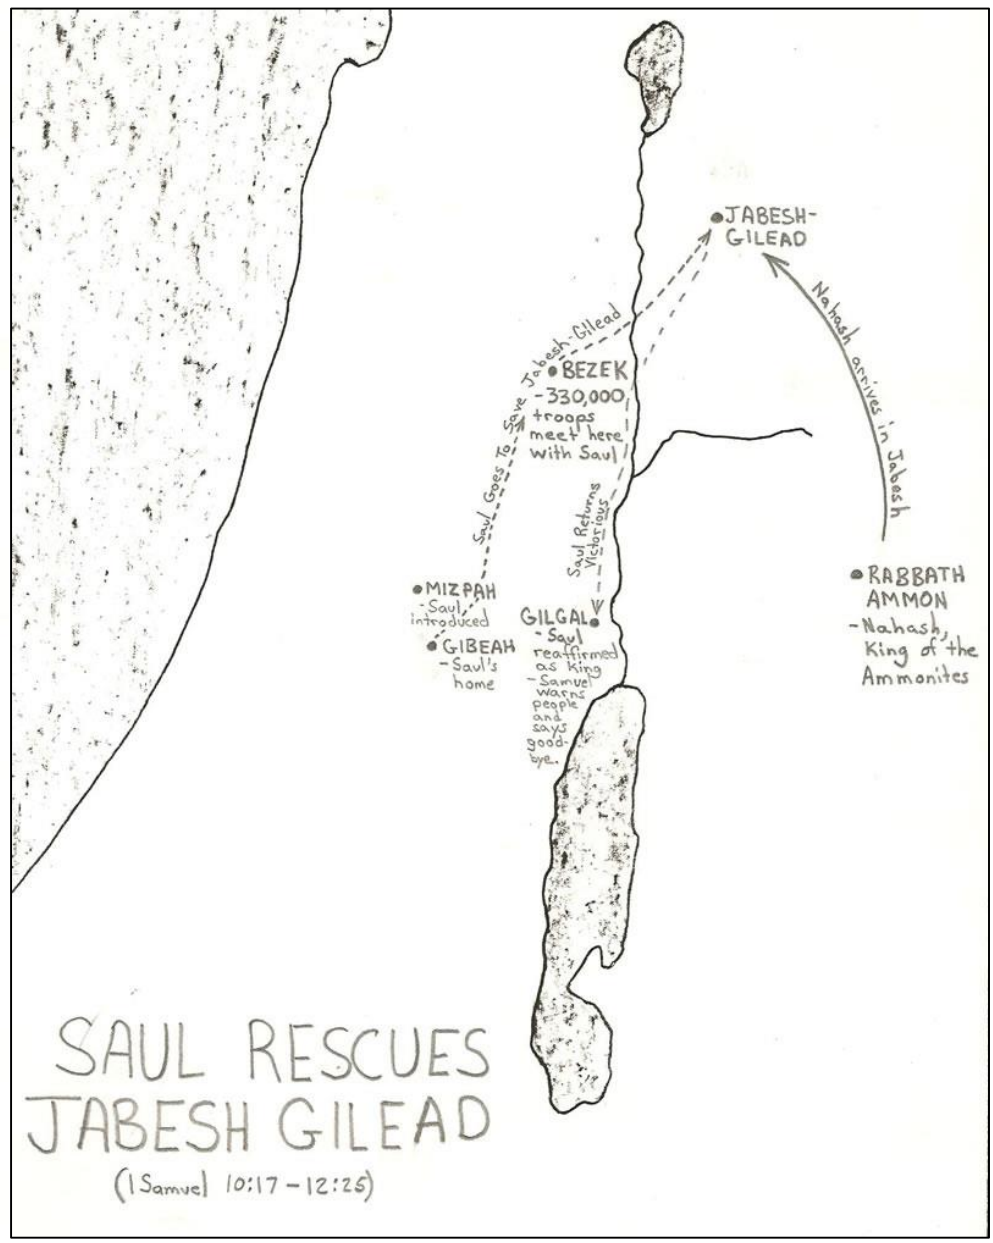 JABESH-
GILEAD
Nahash arrives in Jabesh
Saul Goes To Save Jabesh-Gilead
BEZEK
-330,000
troops
meet here
with Saul
Saul Returns
Victorious
MIZPAH
-Saul
introduced
GIBEAH
-Saul's
home
GILGAL
-Saul
reaffirmed
as King
-Samuel
warns
people
and
says
good-
bye.
RABBATH
AMMON
-Nahash,
King of the
Ammonites
SAUL RESCUES
JABESH GILEAD
(1 Samuel 10:17-12:25)